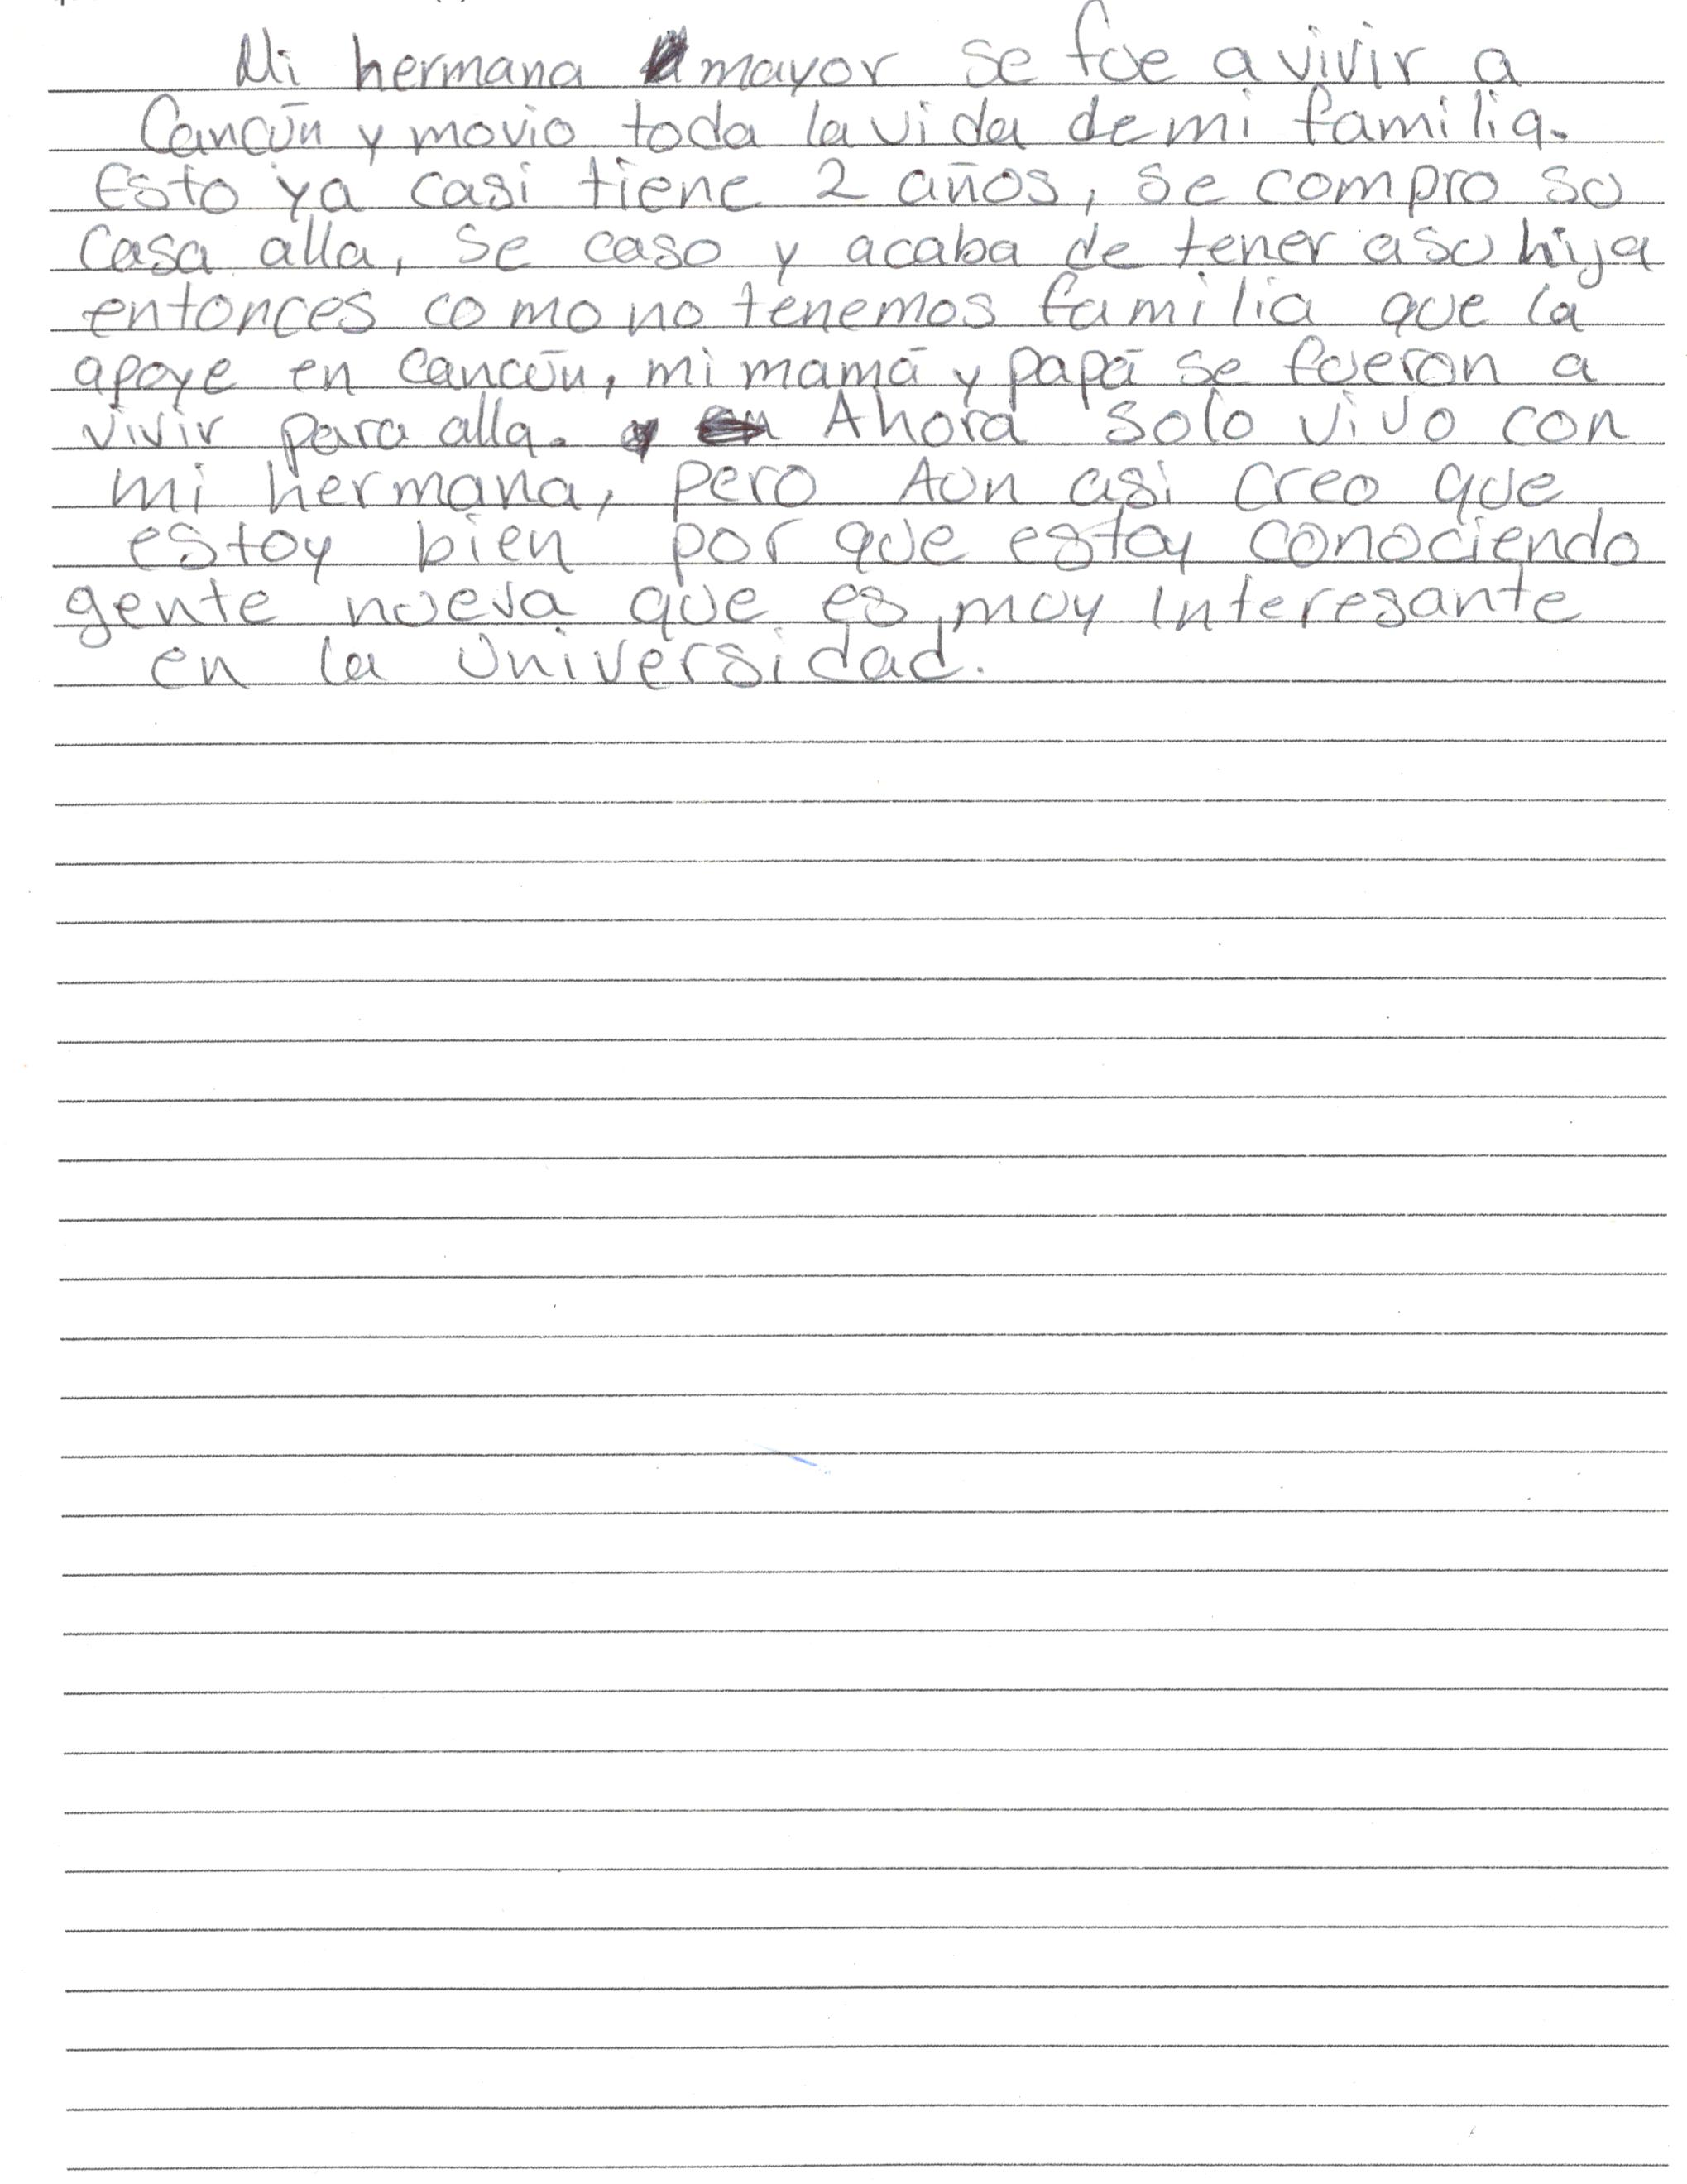 Mi hermana mayor se fue a vivir a
Cancún y movio toda la vida de mi familia.
Esto ya casi tiene 2 años, se compro su
casa alla, se caso y acaba de tener a su hija
entonces como no tenemos familia que la
apoye en Cancún, mi mamá y papá se fueron a
vivir para alla. y Ahora solo vivo con
mi hermana, pero Aun asi creo que
estoy bien por que estoy conociendo
gente nueva que es muy interesante
en la Universidad.